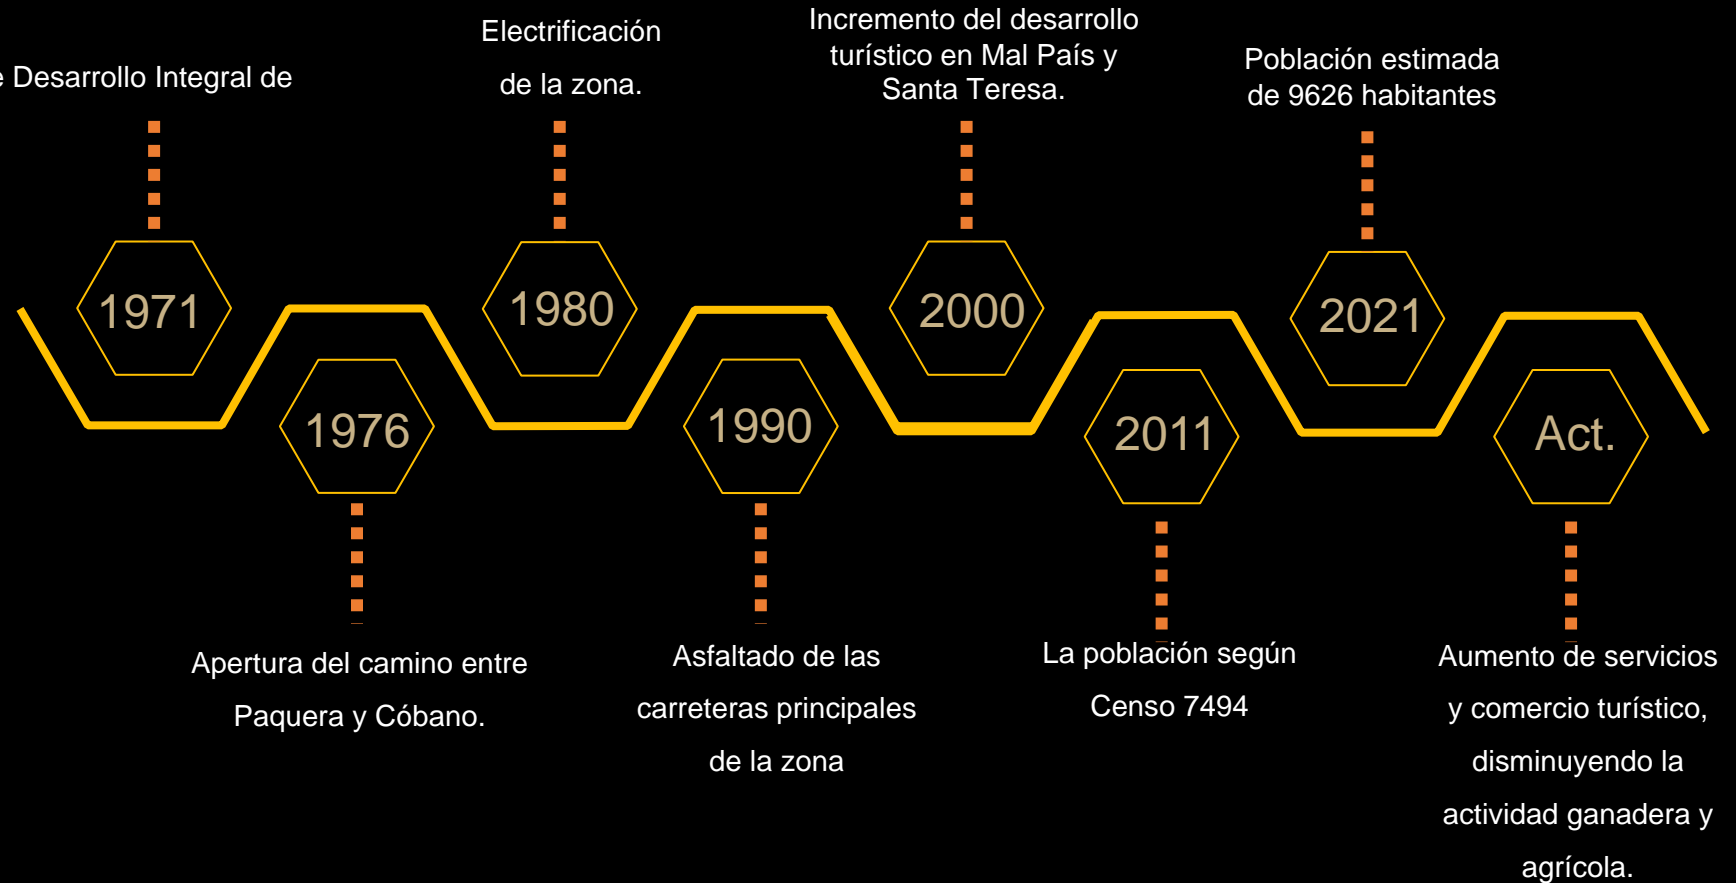 Desarrollo Integral de
1971
1976
Apertura del camino entre
Paquera y Cóbano.
Electrificación
de la zona.
1980
1990
Asfaltado de las
carreteras principales
de la zona
Incremento del desarrollo
turístico en Mal País y
Santa Teresa.
2000
2011
La población según
Censo 7494
Población estimada
de 9626 habitantes
2021
Act.
Aumento de servicios
y comercio turístico,
disminuyendo la
actividad ganadera y
agrícola.